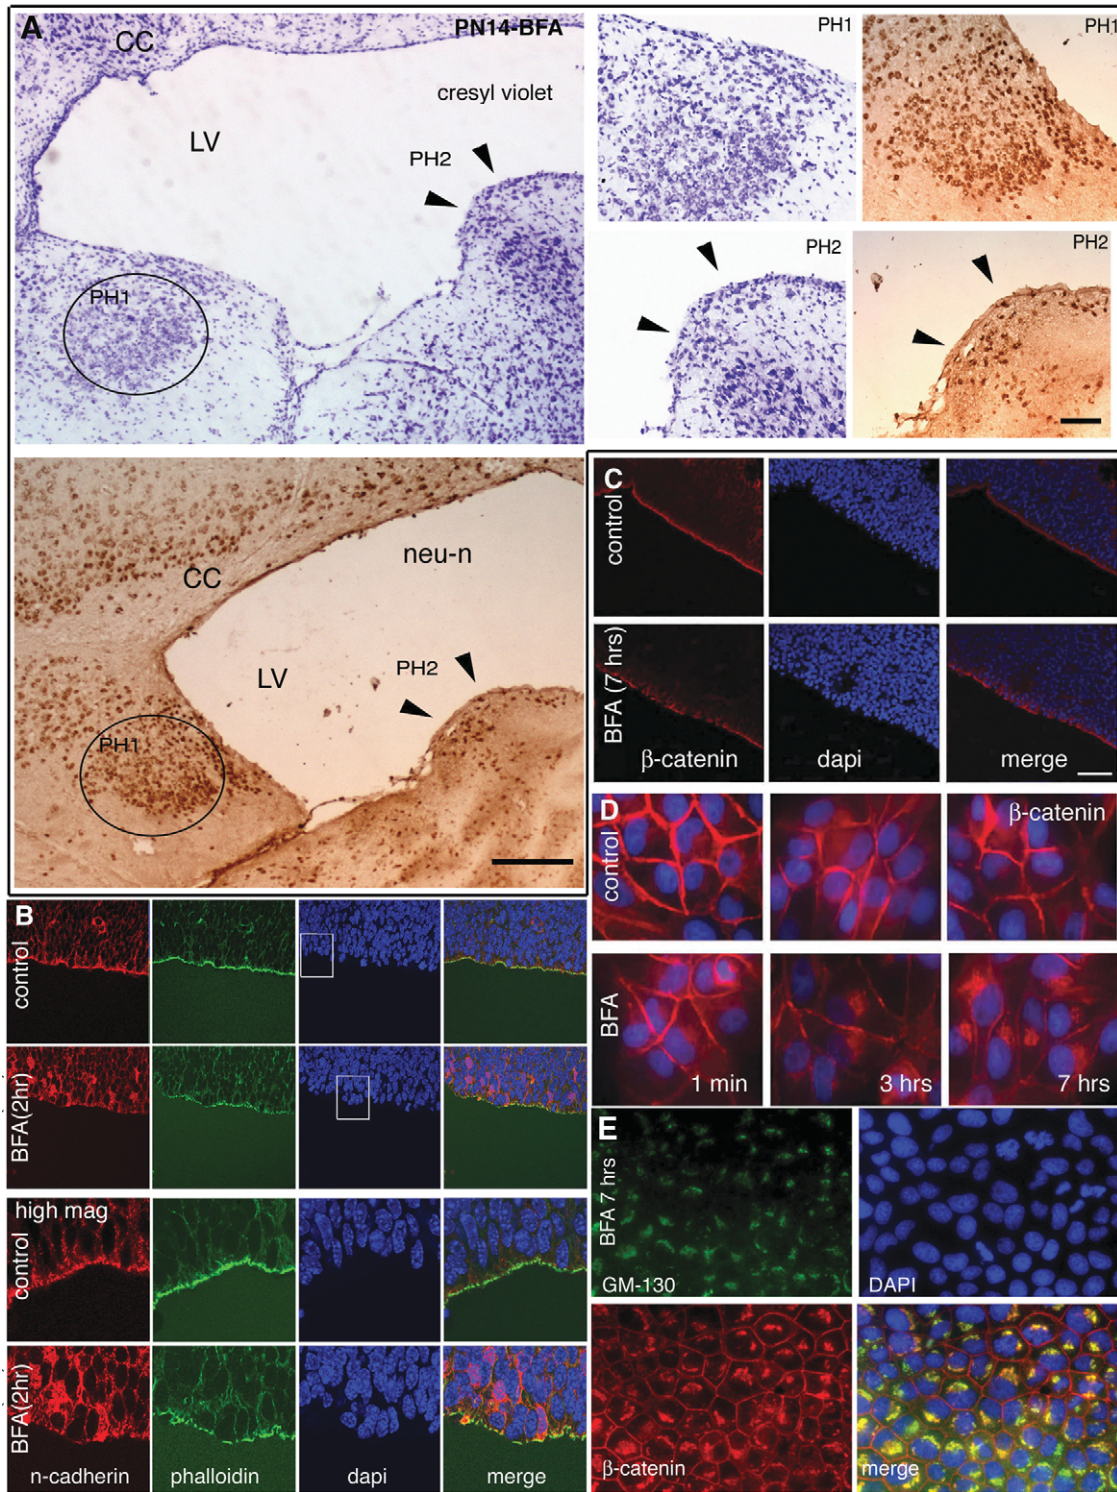 A
CC
PN14-BFA
cresyl violet
LV
PH2
PH1
PH1
PH1
PH2
PH2
CC
neu-n
LV
PH2
PH1
C
control
BFA (7 hrs)
β-catenin
dapi
merge
D
control
β-catenin
BFA
1 min
3 hrs
7 hrs
B
control
BFA(2hr)
high mag
control
BFA(2hr)
n-cadherin
phalloidin
dapi
merge
E
BFA 7 hrs
GM-130
DAPI
β-catenin
merge